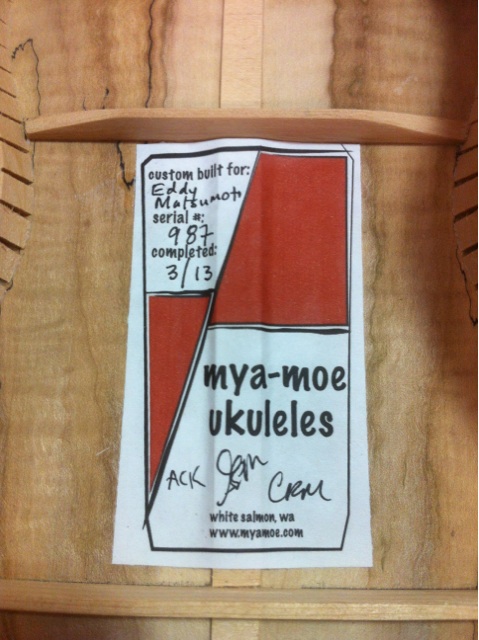 custom built for:
Eddy
Matsumoto
serial #:
987
completed:
3/13
mya-moe
ukuleles
ACK Jem CRM
white salmon, wa
www.myamoe.com